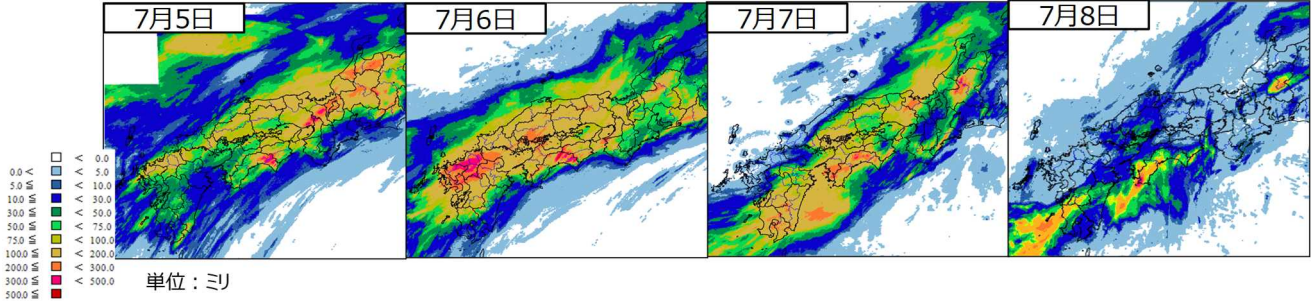 7月5日
7月6日
7月7日
7月8日
< 0.0
0.0 < < 5.0
5.0 ≦ < 10.0
10.0 ≦ < 30.0
300.0 ≦ < 50.0
50.0 ≦ < 75.0
75.0 ≦ < 100.0
100.0 ≦ < 200.0
200.0 ≦ < 300.0
300.0 ≦ < 500.0
500.0 ≦
単位：ミリ